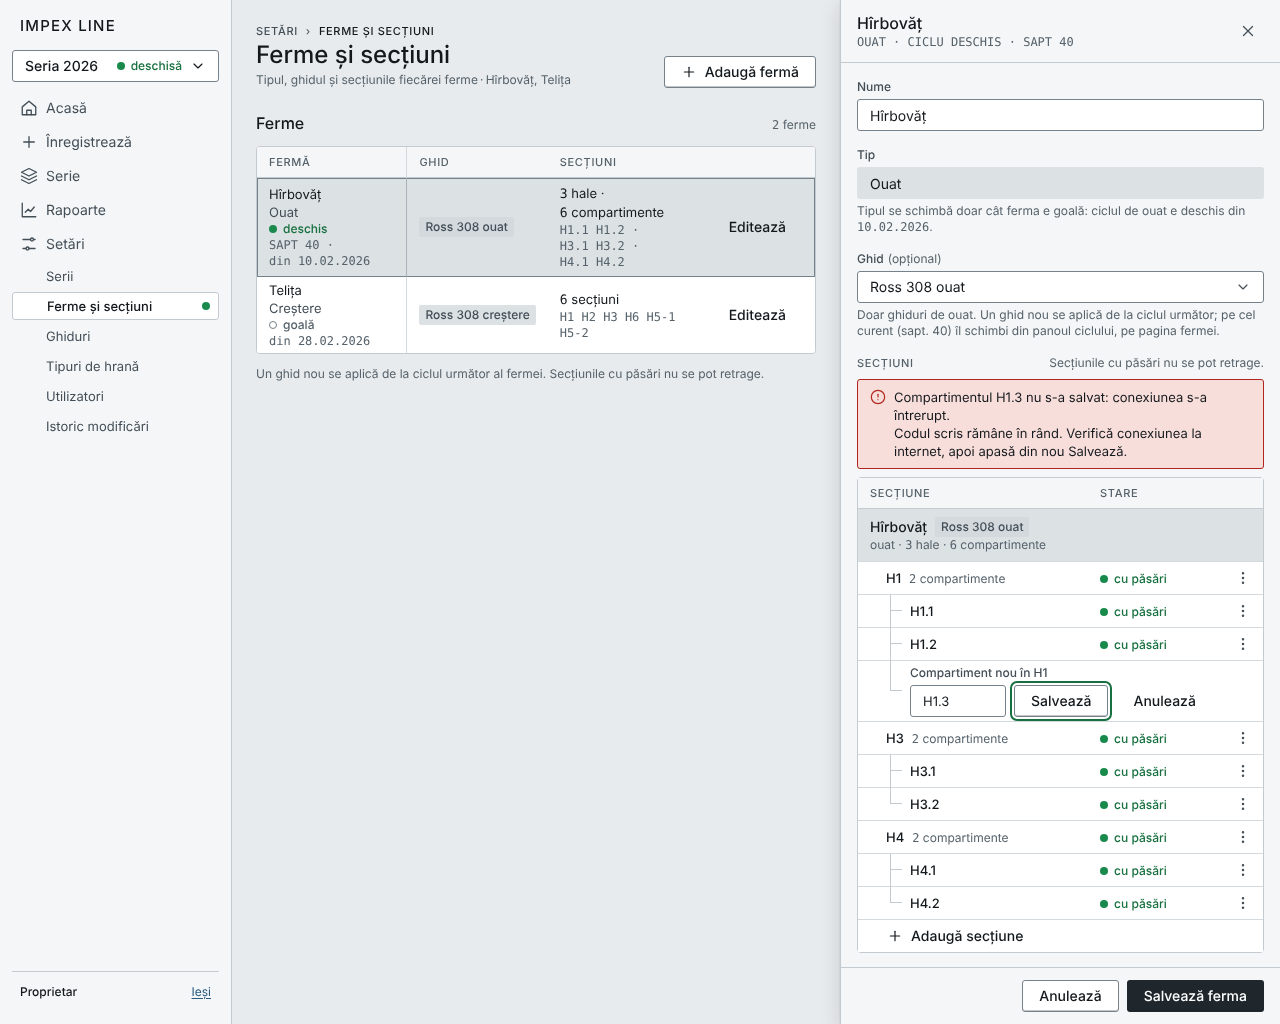 IMPEX LINE
Seria 2026 deschisă
Acasă
Înregistrează
Serie
Rapoarte
Setări
Serii
Ferme și secțiuni
Ghiduri
Tipuri de hrană
Utilizatori
Istoric modificări
Proprietar
Ieși
SETĂRI › FERME ȘI SECȚIUNI
Ferme și secțiuni
Tipul, ghidul și secțiunile fiecărei ferme · Hîrbovăț, Telița
Adaugă fermă
Ferme
2 ferme
FERMĂ GHID SECȚIUNI
Hîrbovăț
Ouat
deschis
SAPT 40 ·
din 10.02.2026
Ross 308 ouat
3 hale ·
6 compartimente
H1.1 H1.2 ·
H3.1 H3.2 ·
H4.1 H4.2
Editează
Telița
Creștere
goală
din 28.02.2026
Ross 308 creștere
6 secțiuni
H1 H2 H3 H6 H5-1
H5-2
Editează
Un ghid nou se aplică de la ciclul următor al fermei. Secțiunile cu păsări nu se pot retrage.
Hîrbovăț
OUAT · CICLU DESCHIS · SAPT 40
Nume
Hîrbovăț
Tip
Ouat
Tipul se schimbă doar cât ferma e goală: ciclul de ouat e deschis din
10.02.2026.
Ghid (opțional)
Ross 308 ouat
Doar ghiduri de ouat. Un ghid nou se aplică de la ciclul următor; pe cel
curent (sapt. 40) îl schimbi din panoul ciclului, pe pagina fermei.
SECȚIUNI Secțiunile cu păsări nu se pot retrage.
Compartimentul H1.3 nu s-a salvat: conexiunea s-a
întrerupt.
Codul scris rămâne în rând. Verifică conexiunea la
internet, apoi apasă din nou Salvează.
SECȚIUNE STARE
Hîrbovăț Ross 308 ouat
ouat · 3 hale · 6 compartimente
H1 2 compartimente cu păsări
H1.1 cu păsări
H1.2 cu păsări
Compartiment nou în H1
H1.3 Salvează Anulează
H3 2 compartimente cu păsări
H3.1 cu păsări
H3.2 cu păsări
H4 2 compartimente cu păsări
H4.1 cu păsări
H4.2 cu păsări
Adaugă secțiune
Anulează Salvează ferma